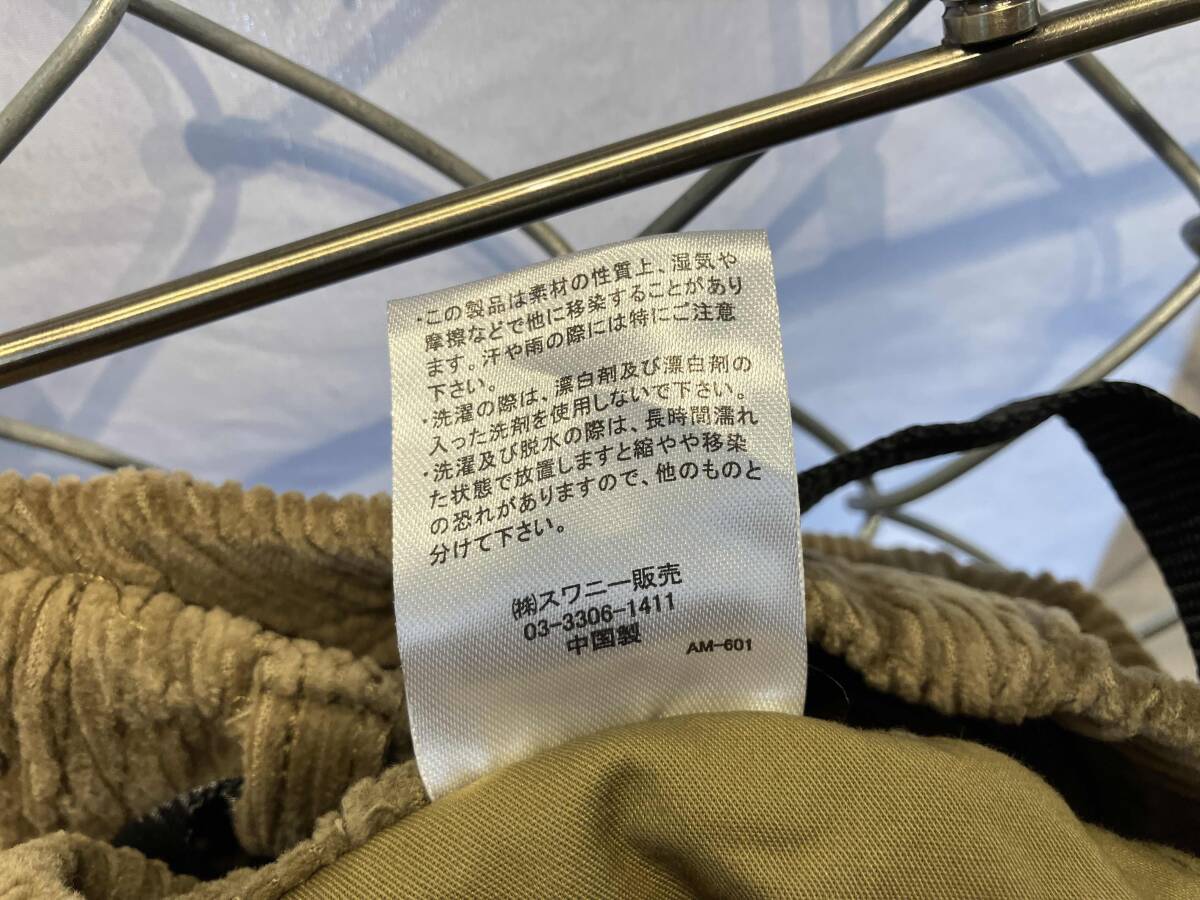 ・この製品は素材の性質上、湿気や
摩擦などで他に移染することがあり
ます。汗や雨の際には特にご注意
下さい。
・洗濯の際は、漂白剤及び漂白剤の
入った洗剤を使用しないで下さい。
・洗濯及び脱水の際は、長時間濡れ
た状態で放置しますと縮やや移染
の恐れがありますので、他のものと
分けて下さい。
㈱スワニー販売
03-3306-1411
中国製
AM-601